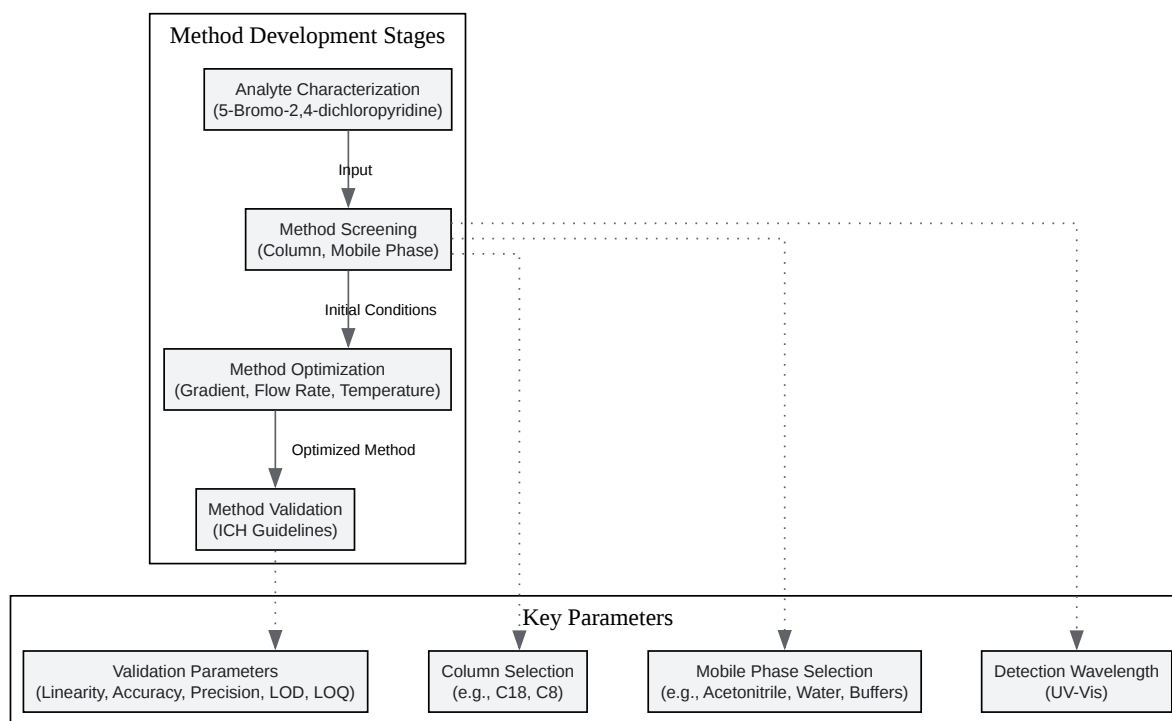 Method Development Stages
Analyte Characterization
(5-Bromo-2,4-dichloropyridine)
Input
Method Screening
(Column, Mobile Phase)
Initial Conditions
Method Optimization
(Gradient, Flow Rate, Temperature)
Optimized Method
Method Validation
(ICH Guidelines)
Key Parameters
Validation Parameters
(Linearity, Accuracy, Precision, LOD, LOQ)
Column Selection
(e.g., C18, C8)
Mobile Phase Selection
(e.g., Acetonitrile, Water, Buffers)
Detection Wavelength
(UV-Vis)